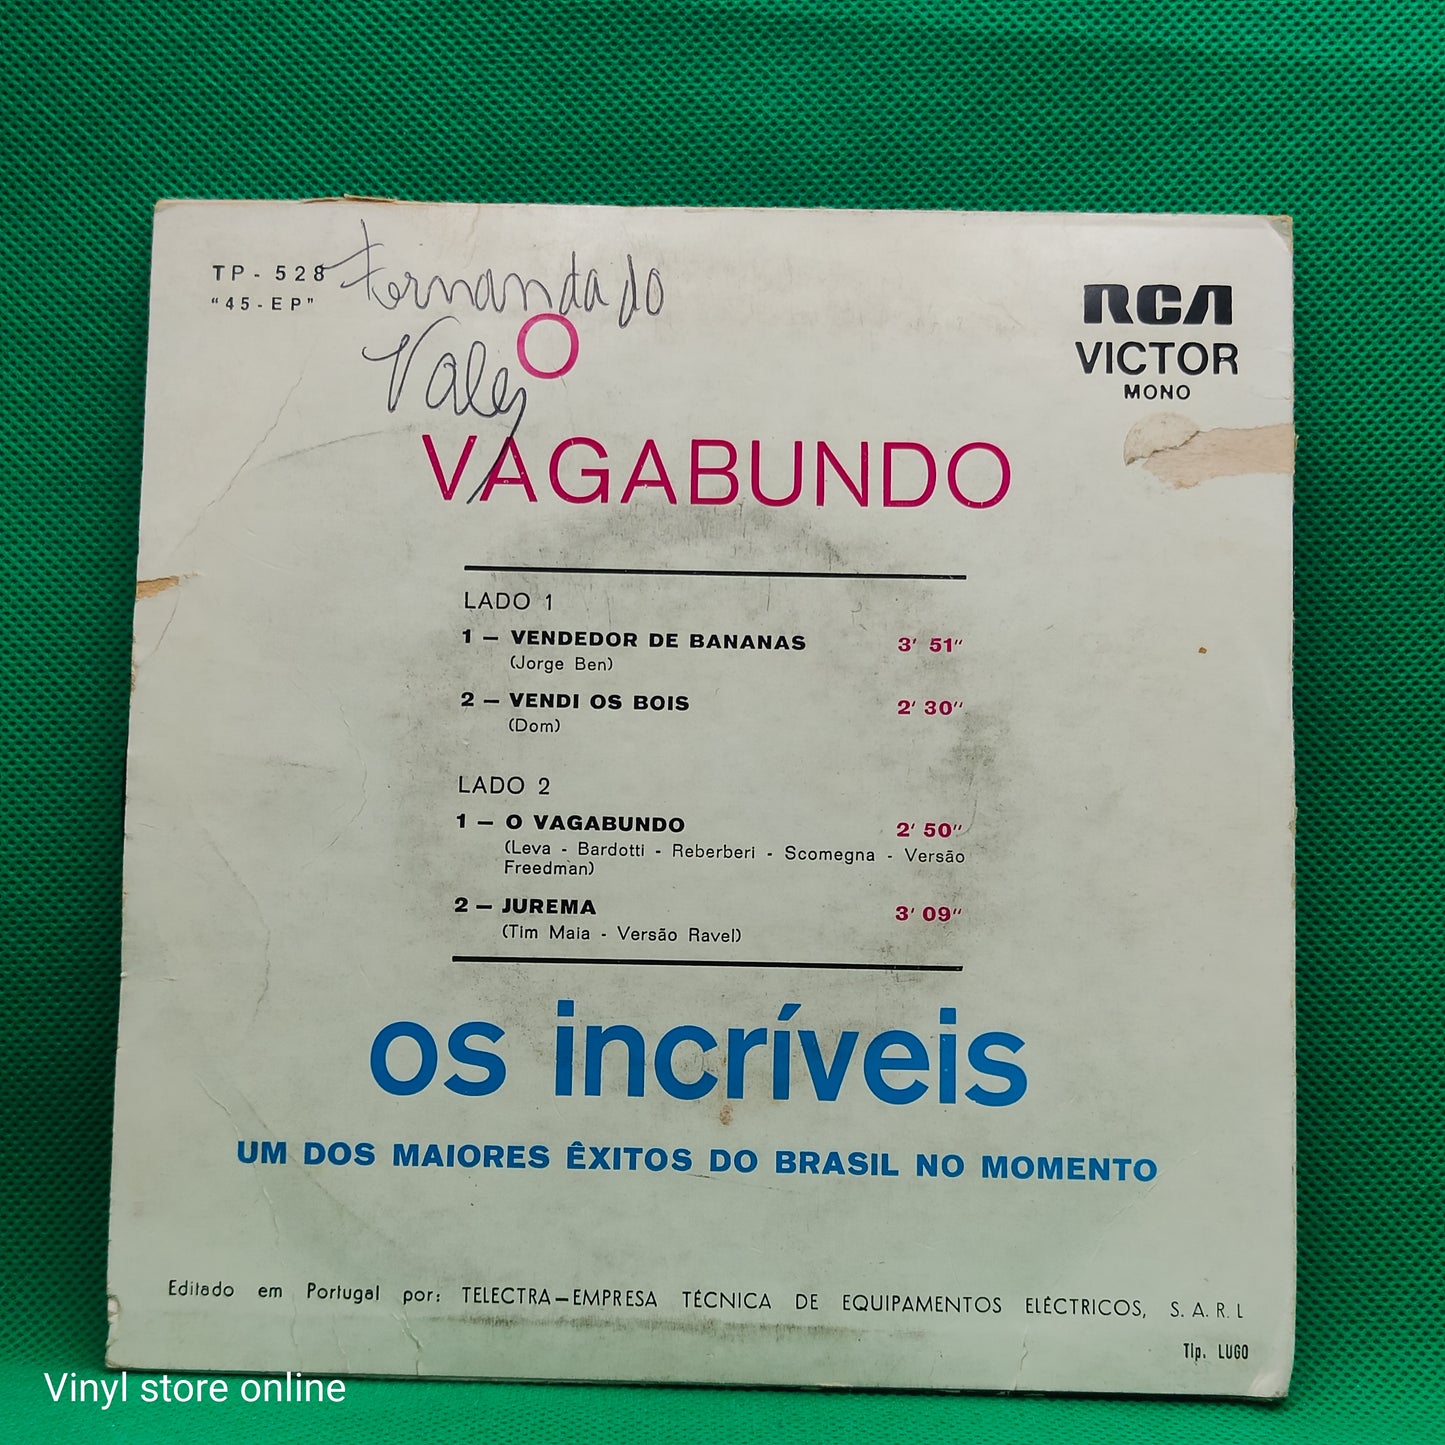 TP - 528
"45 - EP"
Fernanda do
Vale
RCA
VICTOR
MONO
O
VAGABUNDO
LADO 1
1 — VENDEDOR DE BANANAS 3' 51"
(Jorge Ben)
2 — VENDI OS BOIS 2' 30"
(Dom)
LADO 2
1 — O VAGABUNDO 2' 50"
(Leva - Bardotti - Reberberi - Scomegna - Versão
Freedman)
2 — JUREMA 3' 09"
(Tim Maia - Versão Ravel)
os incríveis
UM DOS MAIORES ÊXITOS DO BRASIL NO MOMENTO
Editado em Portugal por: TELECTRA—EMPRESA TÉCNICA DE EQUIPAMENTOS ELÉCTRICOS, S. A. R. L
Tip. LUGO
Vinyl store online